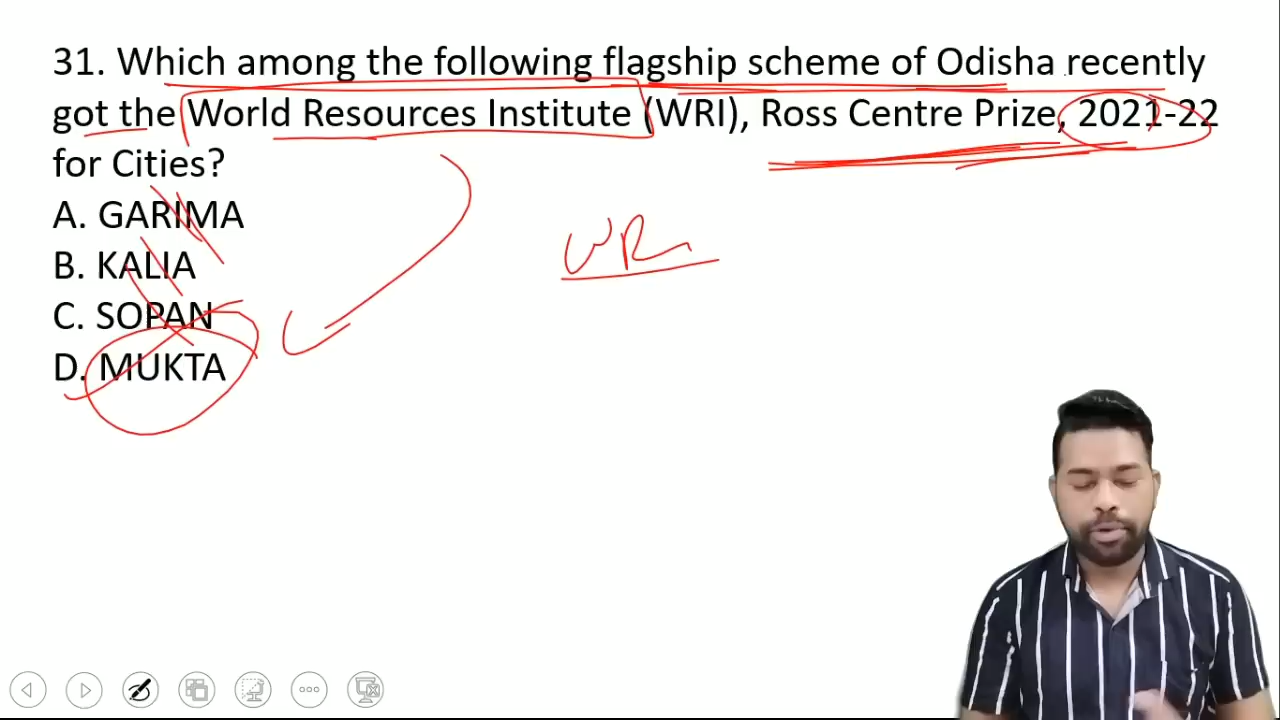 31. Which among the following flagship scheme of Odisha recently
got the World Resources Institute (WRI), Ross Centre Prize, 2021-22
for Cities?
A. GARIMA
WRI
B. KALIA
C. SOPAN
D. MUKTA